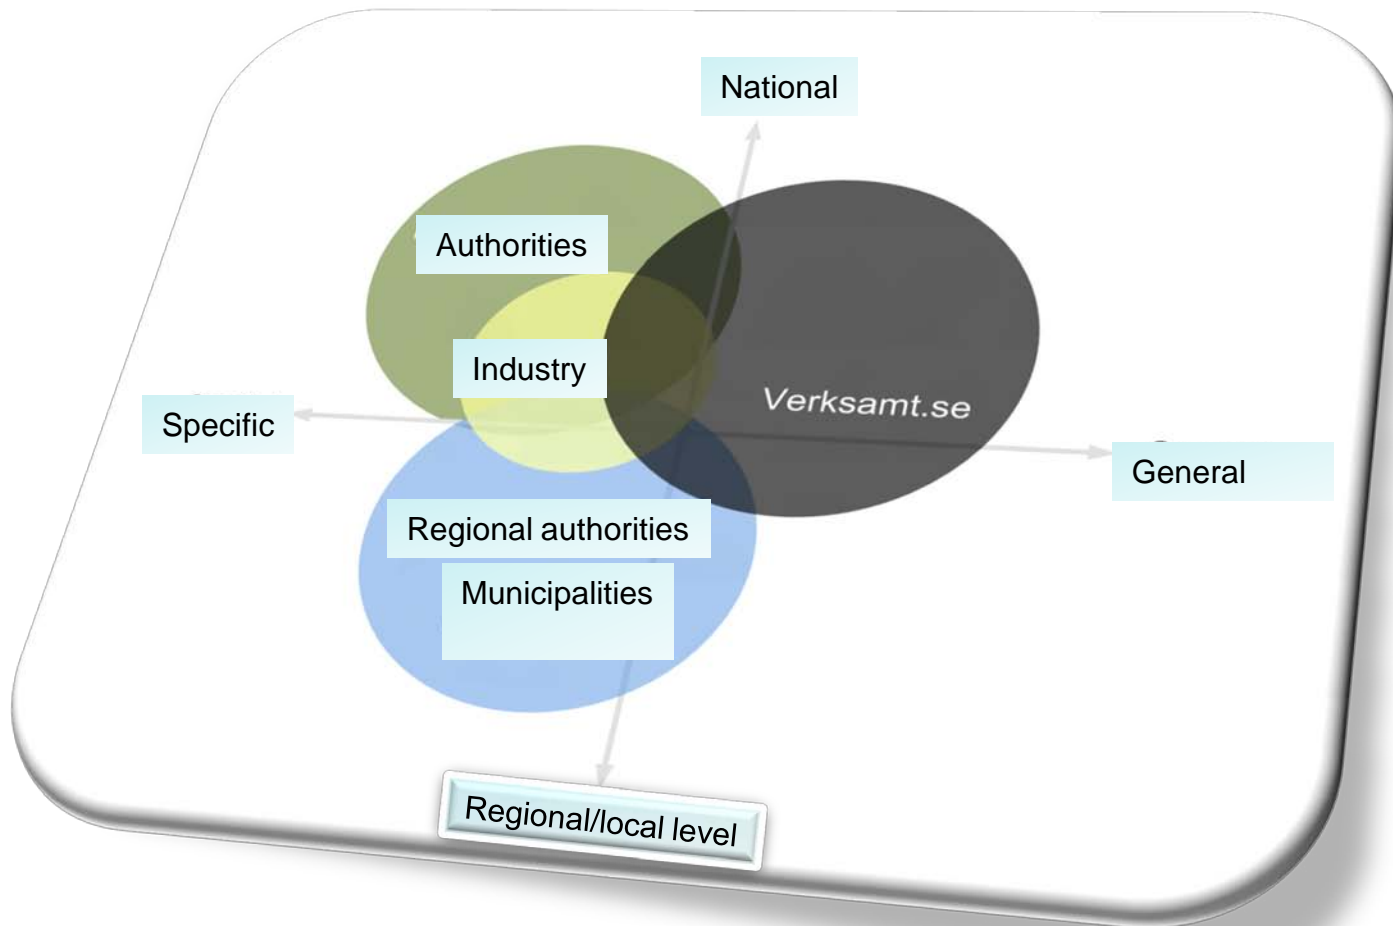 National
Authorities
Industry
Verksamt.se
Specific
General
Regional authorities
Municipalities
Regional/local level